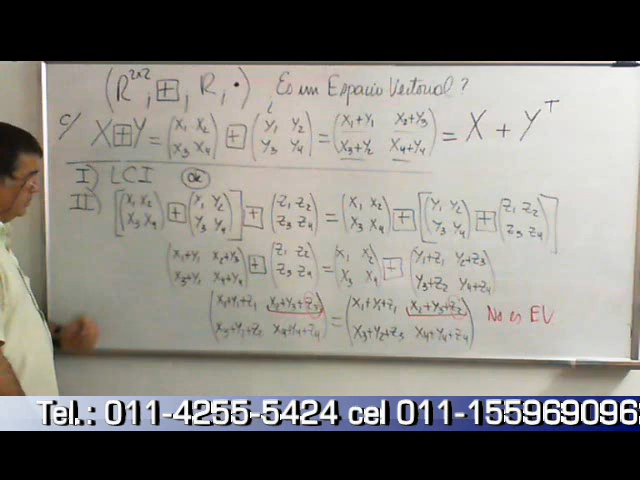 (R^{2x2}, ⊞, R, ·) ¿Es un Espacio Vectorial?
c) X ⊞ Y = (X₁ X₂ / X₃ X₄) ⊞ (Y₁ Y₂ / Y₃ Y₄) = (X₁+Y₁ X₂+Y₃ / X₃+Y₂ X₄+Y₄) = X + Y^T
I) LCI ok
II) [(X₁ X₂ / X₃ X₄) ⊞ (Y₁ Y₂ / Y₃ Y₄)] ⊞ (Z₁ Z₂ / Z₃ Z₄) = (X₁ X₂ / X₃ X₄) ⊞ [(Y₁ Y₂ / Y₃ Y₄) ⊞ (Z₁ Z₂ / Z₃ Z₄)]
(X₁+Y₁ X₂+Y₃ / X₃+Y₂ X₄+Y₄) ⊞ (Z₁ Z₂ / Z₃ Z₄) = (X₁ X₂ / X₃ X₄) ⊞ (Y₁+Z₁ Y₂+Z₃ / Y₃+Z₂ Y₄+Z₄)
(X₁+Y₁+Z₁ X₂+Y₃+Z₃ / X₃+Y₂+Z₂ X₄+Y₄+Z₄) = (X₁+Y₁+Z₁ X₂+Y₃+Z₂ / X₃+Y₂+Z₃ X₄+Y₄+Z₄) No es EV
Tel.: 011-4255-5424 cel 011-155969096